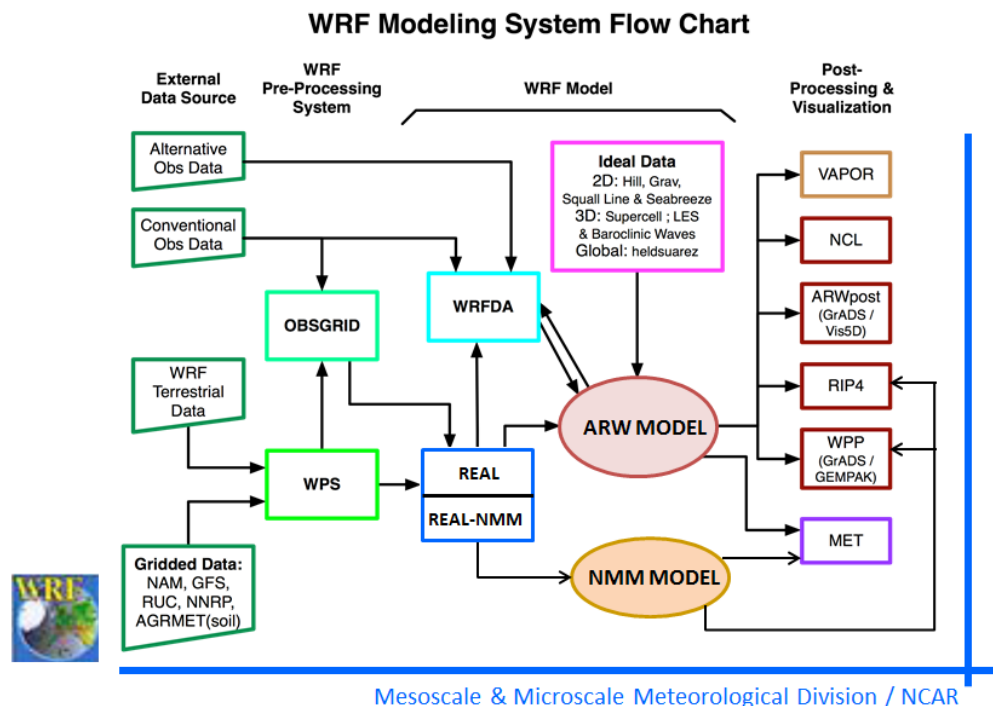 WRF Modeling System Flow Chart
External
Data Source
WRF
Pre-Processing
System
WRF Model
Post-
Processing &
Visualization
Alternative
Obs Data
Conventional
Obs Data
WRF
Terrestrial
Data
Gridded Data:
NAM, GFS,
RUC, NNRP,
AGRMET(soil)
OBSGRID
WPS
WRFDA
REAL
REAL-NMM
Ideal Data
2D: Hill, Grav,
Squall Line & Seabreeze
3D: Supercell ; LES
& Baroclinic Waves
Global: heldsuarez
ARW MODEL
NMM MODEL
VAPOR
NCL
ARWpost
(GrADS /
Vis5D)
RIP4
WPP
(GrADS /
GEMPAK)
MET
WRF
Mesoscale & Microscale Meteorological Division / NCAR